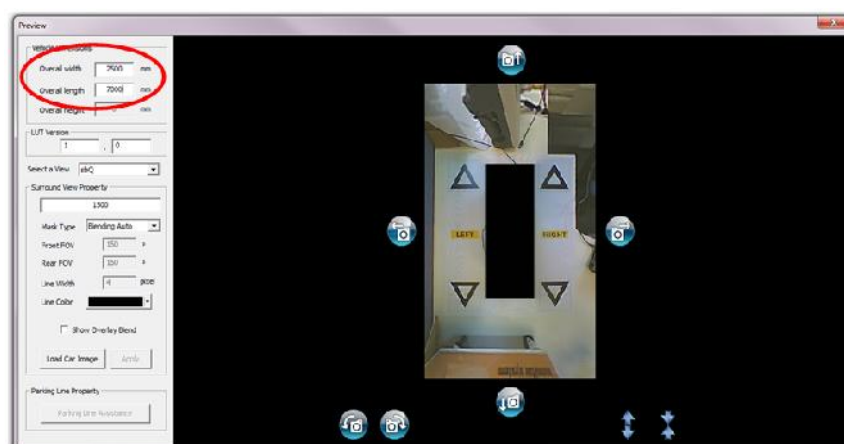 Preview
Overall width 2500 mm
Overall length 7000 mm
Overall height mm
LUT Version
1 . 0
Select a View
Surround View Property
1500
Mask Type Blending Auto
Front FOV 150 °
Rear FOV 150 °
Line Width 4 pixel
Line Color
Show Overlay Blend
Load Car Image Apply
Parking Line Property
Parking Line Assistance
LEFT RIGHT